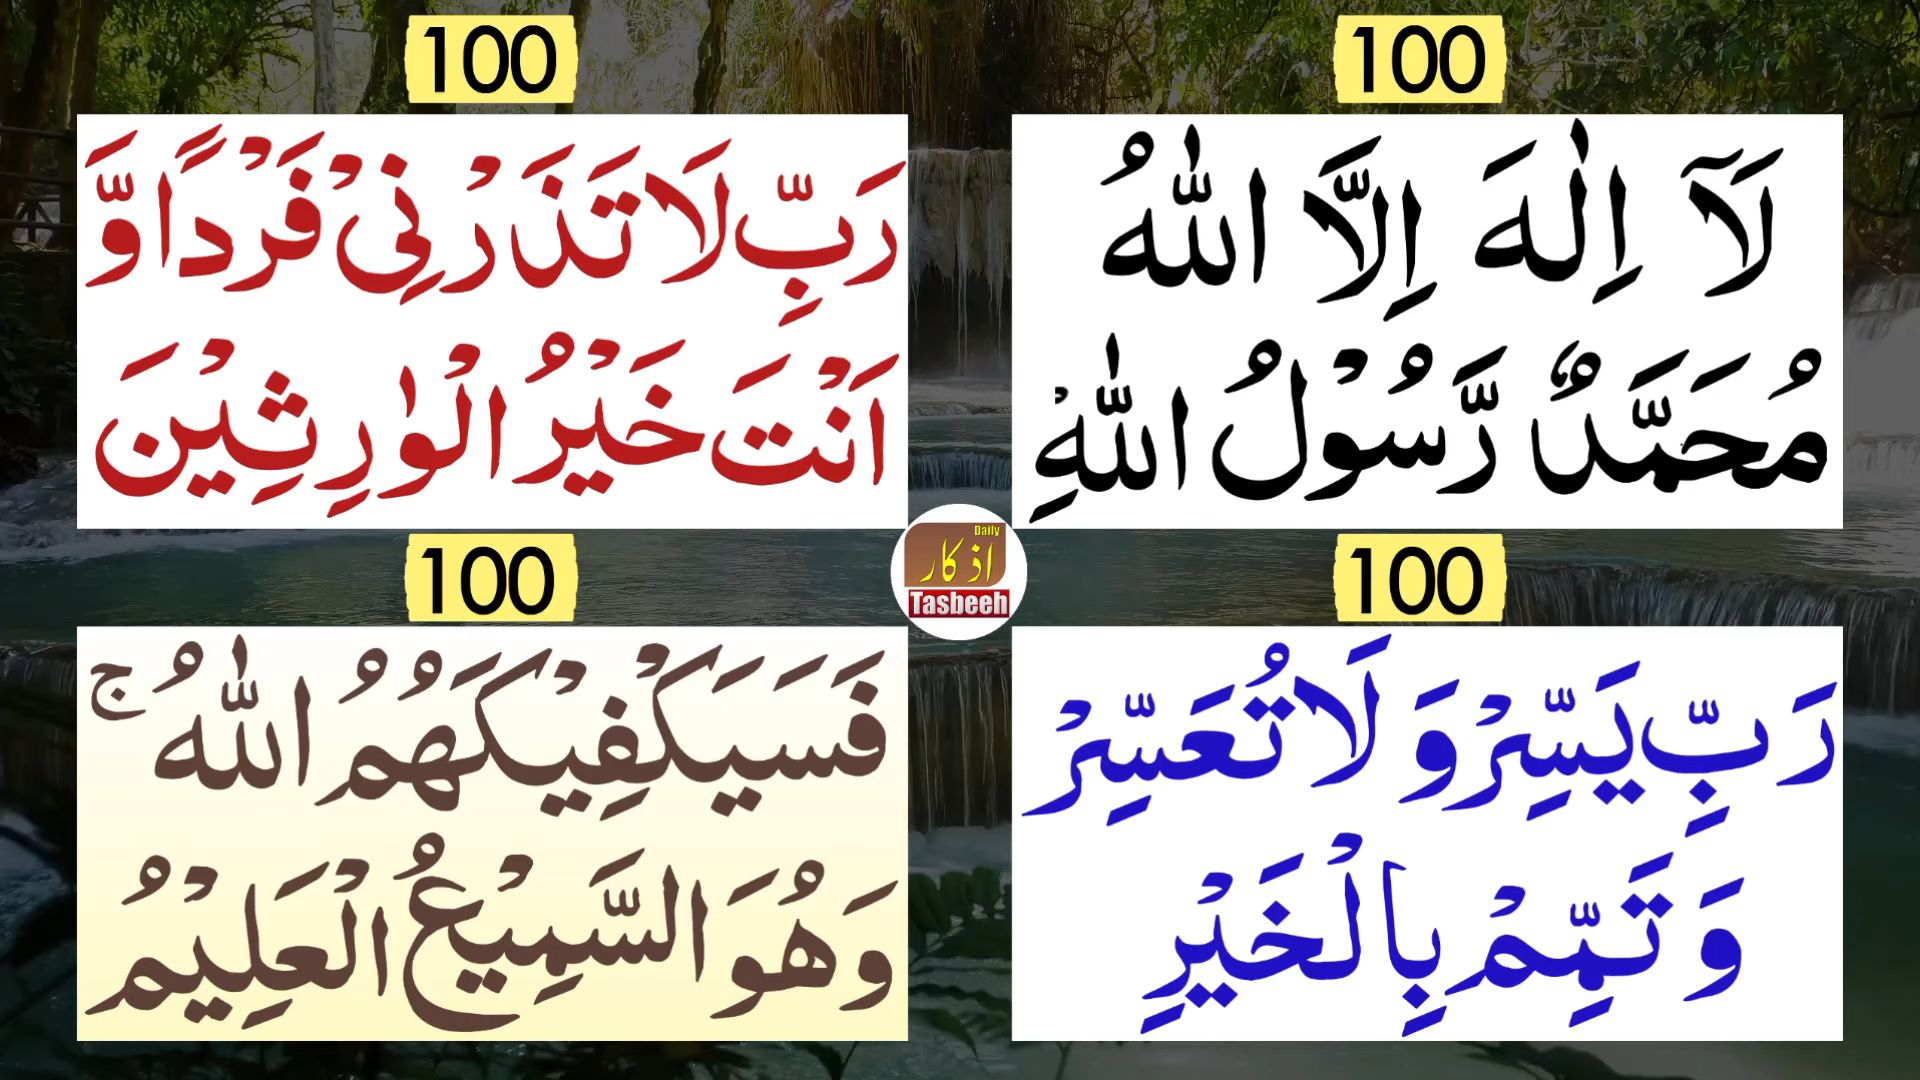 100
رَبِّ لَا تَذَرْنِیْ فَرْدًا وَّ
اَنْتَ خَیْرُ الْوٰرِثِیْنَ
100
لَآ اِلٰهَ اِلَّا اللّٰهُ
مُحَمَّدٌ رَّسُوْلُ اللّٰهِ
Daily
اذکار
Tasbeeh
100
فَسَیَكْفِیْكَهُمُ اللّٰهُ ۚ
وَهُوَ السَّمِیْعُ الْعَلِیْمُ
100
رَبِّ یَسِّرْ وَ لَا تُعَسِّرْ
وَ تَمِّمْ بِالْخَیْرِ